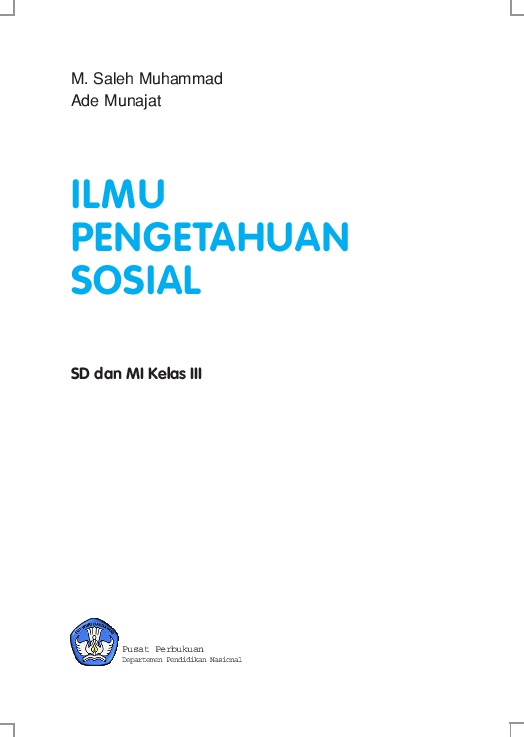 M. Saleh Muhammad
Ade Munajat
ILMU
PENGETAHUAN
SOSIAL
SD dan MI Kelas III
Pusat Perbukuan
Departemen Pendidikan Nasional